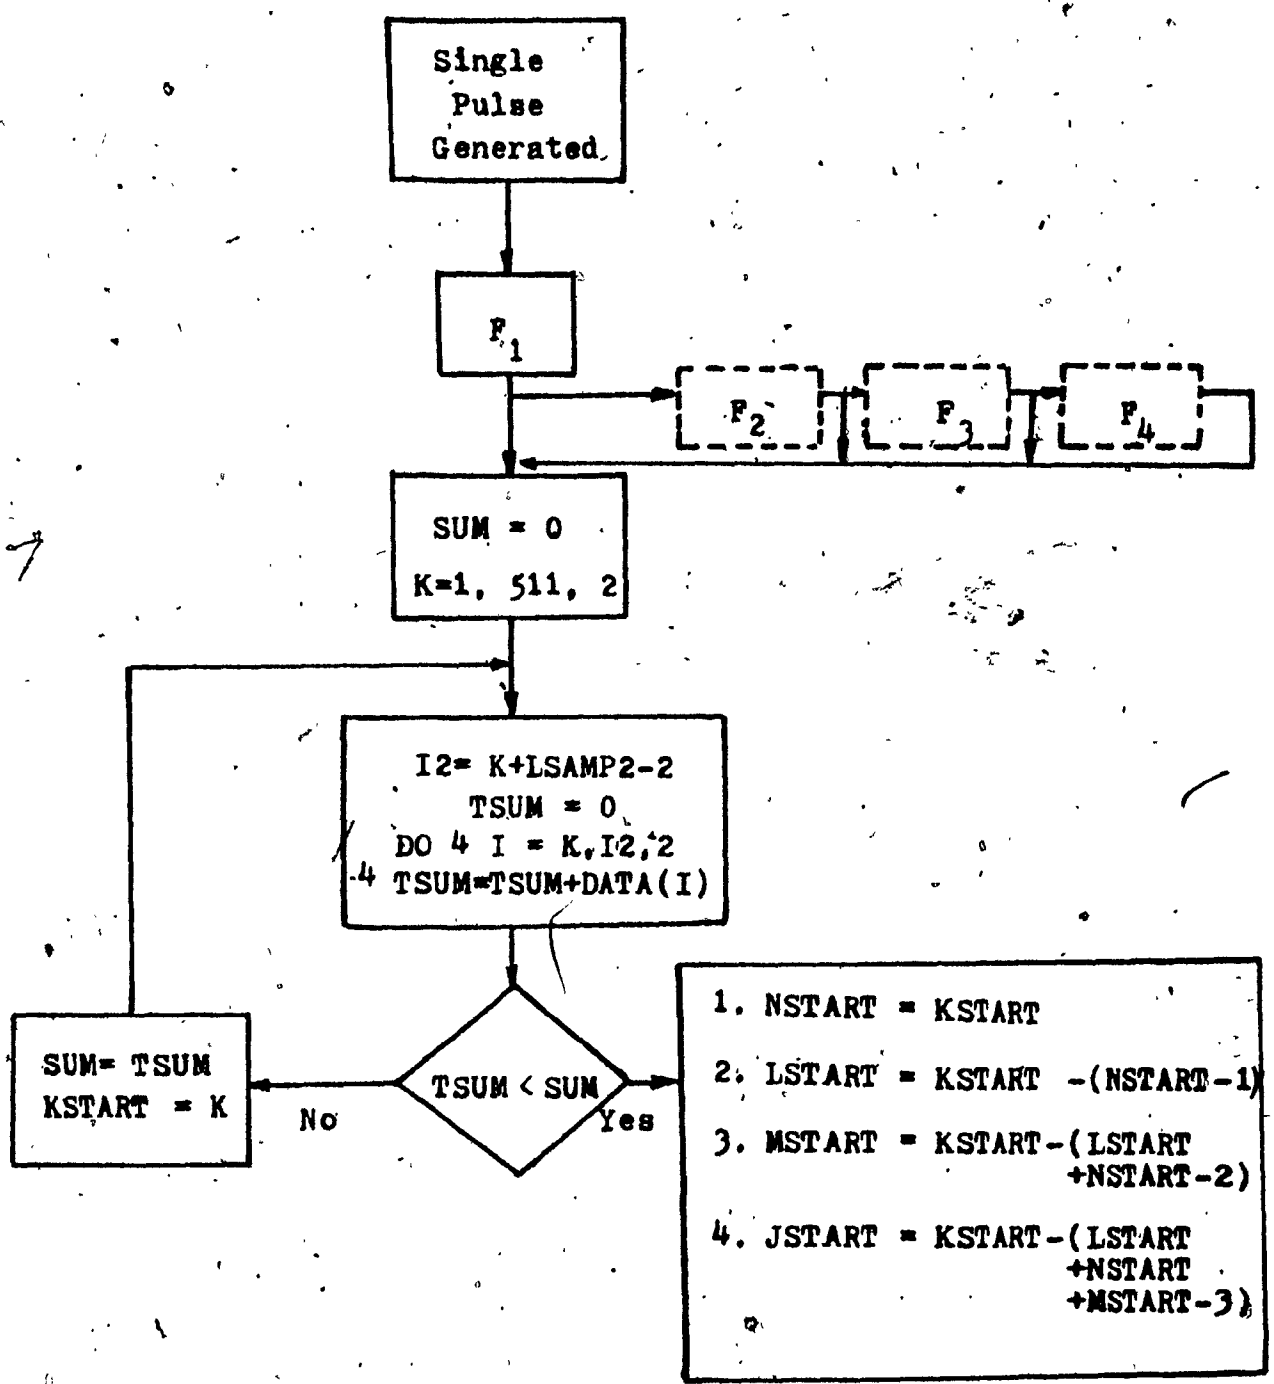 Single
Pulse
Generated
F1
F2
F3
F4
SUM = 0
K=1, 511, 2
I2= K+LSAMP2-2
TSUM = 0
DO 4 I = K,I2,2
4 TSUM=TSUM+DATA(I)
SUM= TSUM
KSTART = K
No
TSUM < SUM
Yes
1. NSTART = KSTART
2. LSTART = KSTART -(NSTART-1)
3. MSTART = KSTART-(LSTART
+NSTART-2)
4. JSTART = KSTART-(LSTART
+NSTART
+MSTART-3)